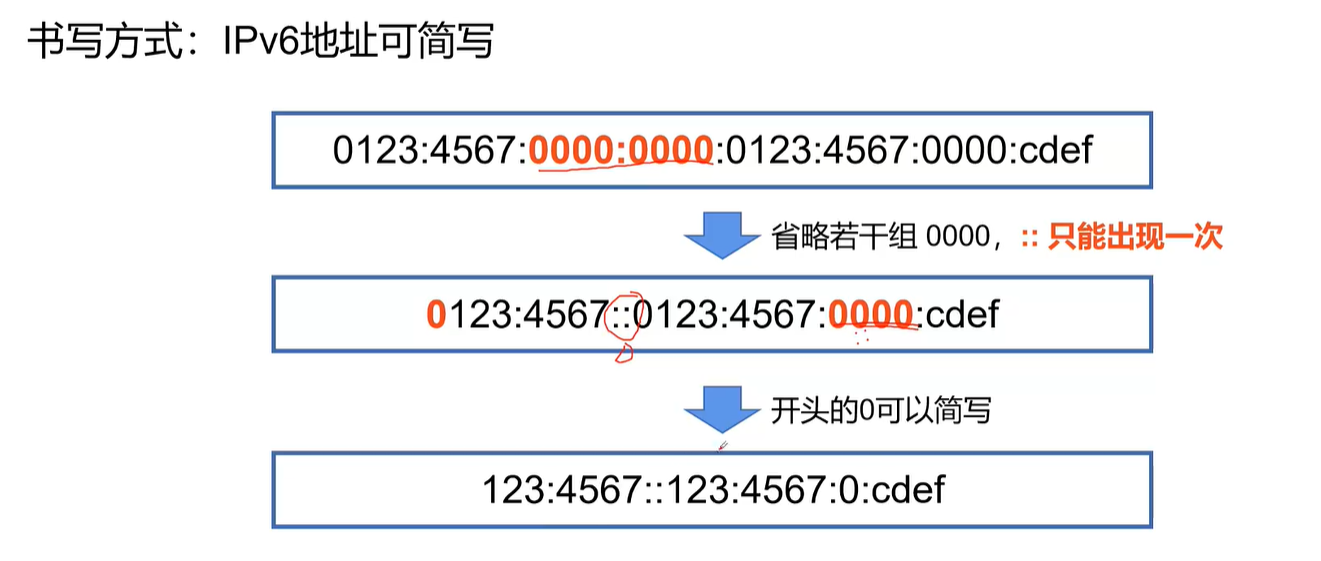 书写方式：IPv6地址可简写
0123:4567:0000:0000:0123:4567:0000:cdef
省略若干组 0000，:: 只能出现一次
0123:4567::0123:4567:0000:cdef
开头的0可以简写
123:4567::123:4567:0:cdef